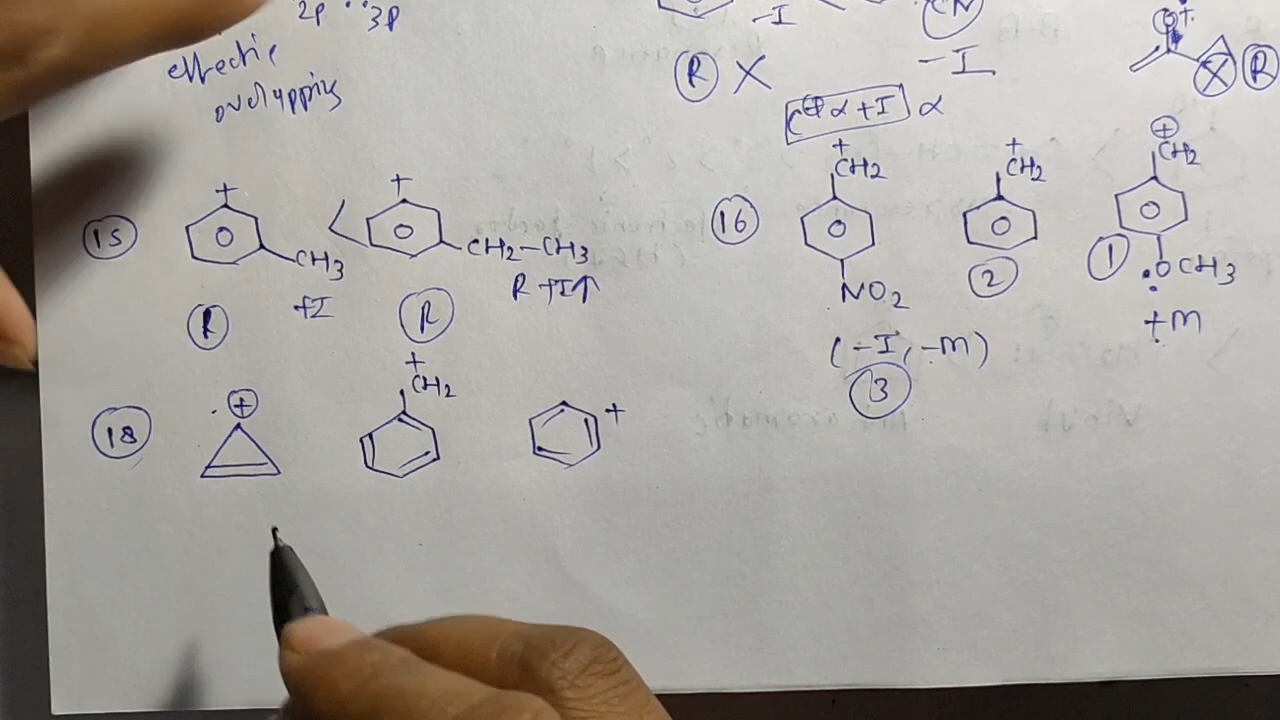 2p 3p
effective
overlapping
-I
CN
-I
R X
X R
C⊕ α +I α
15
+
CH3
+I
R
<
+
CH2-CH3
R +I↑
R
16
+
CH2
NO2
(-I, -m)
3
+
CH2
2
⊕
CH2
1
OCH3
+m
18
⊕
+
CH2
+